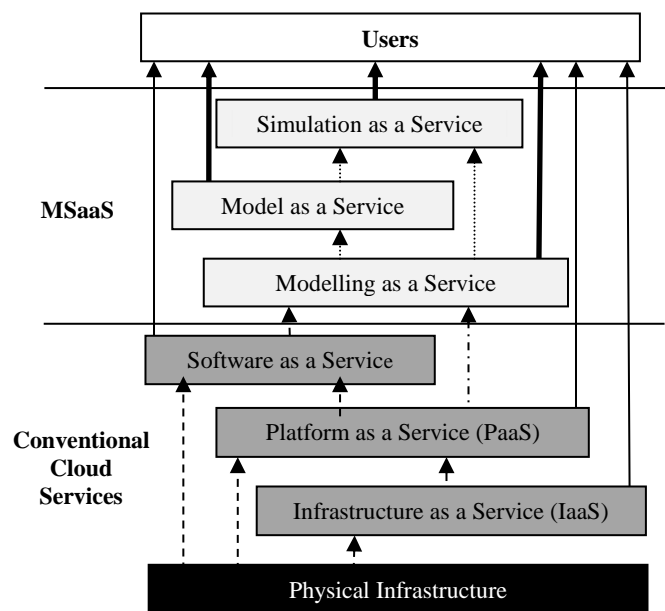 Users
Simulation as a Service
MSaaS
Model as a Service
Modelling as a Service
Software as a Service
Conventional
Cloud
Services
Platform as a Service (PaaS)
Infrastructure as a Service (IaaS)
Physical Infrastructure